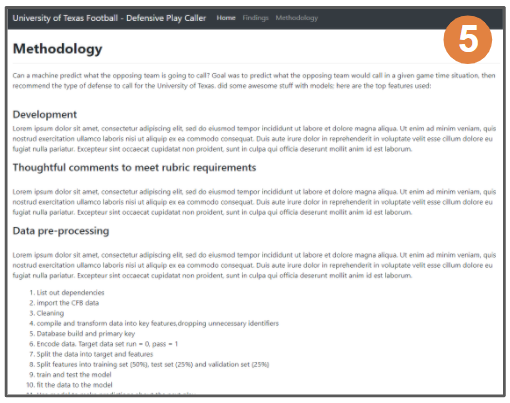 University of Texas Football - Defensive Play Caller Home Findings Methodology
5
Methodology
Can a machine predict what the opposing team is going to call? Goal was to predict what the opposing team would call in a given game time situation, then
recommend the type of defense to call for the University of Texas. did some awesome stuff with models: here are the top features used:
Development
Lorem ipsum dolor sit amet, consectetur adipiscing elit, sed do eiusmod tempor incididunt ut labore et dolore magna aliqua. Ut enim ad minim veniam, quis
nostrud exercitation ullamco laboris nisi ut aliquip ex ea commodo consequat. Duis aute irure dolor in reprehenderit in voluptate velit esse cillum dolore eu
fugiat nulla pariatur. Excepteur sint occaecat cupidatat non proident, sunt in culpa qui officia deserunt mollit anim id est laborum.
Thoughtful comments to meet rubric requirements
Lorem ipsum dolor sit amet, consectetur adipiscing elit, sed do eiusmod tempor incididunt ut labore et dolore magna aliqua. Ut enim ad minim veniam, quis
nostrud exercitation ullamco laboris nisi ut aliquip ex ea commodo consequat. Duis aute irure dolor in reprehenderit in voluptate velit esse cillum dolore eu
fugiat nulla pariatur. Excepteur sint occaecat cupidatat non proident, sunt in culpa qui officia deserunt mollit anim id est laborum.
Data pre-processing
Lorem ipsum dolor sit amet, consectetur adipiscing elit, sed do eiusmod tempor incididunt ut labore et dolore magna aliqua. Ut enim ad minim veniam, quis
nostrud exercitation ullamco laboris nisi ut aliquip ex ea commodo consequat. Duis aute irure dolor in reprehenderit in voluptate velit esse cillum dolore eu
fugiat nulla pariatur. Excepteur sint occaecat cupidatat non proident, sunt in culpa qui officia deserunt mollit anim id est laborum.
1. List out dependencies
2. import the CFB data
3. Cleaning
4. compile and transform data into key features,dropping unnecessary identifiers
5. Database build and primary key
6. Encode data. Target data set run = 0, pass = 1
7. Split the data into target and features
8. Split features into training set (50%), test set (25%) and validation set (25%)
9. train and test the model
10. fit the data to the model